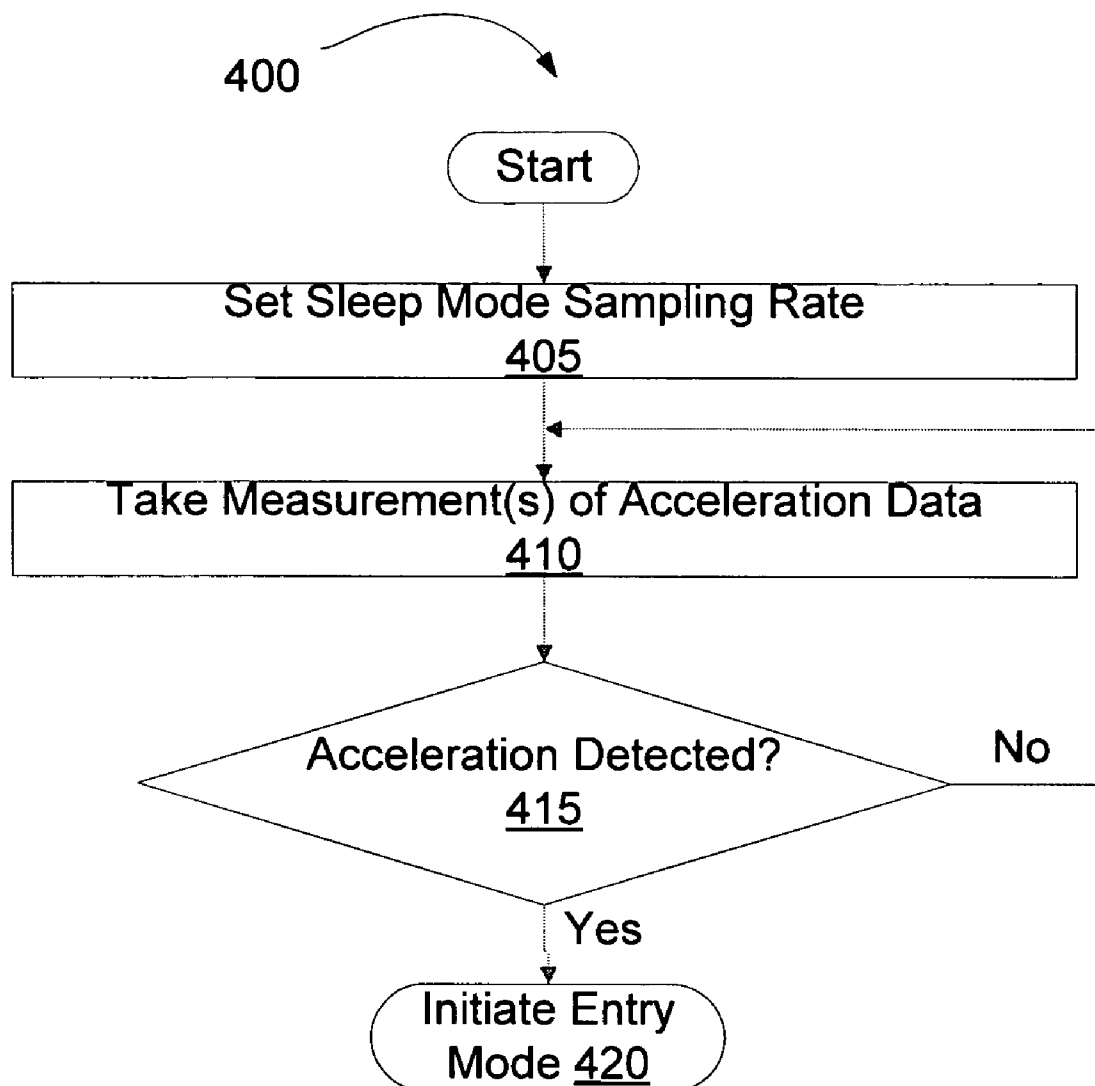 400
Start
Set Sleep Mode Sampling Rate
405
Take Measurement(s) of Acceleration Data
410
Acceleration Detected?
415
No
Yes
Initiate Entry
Mode 420